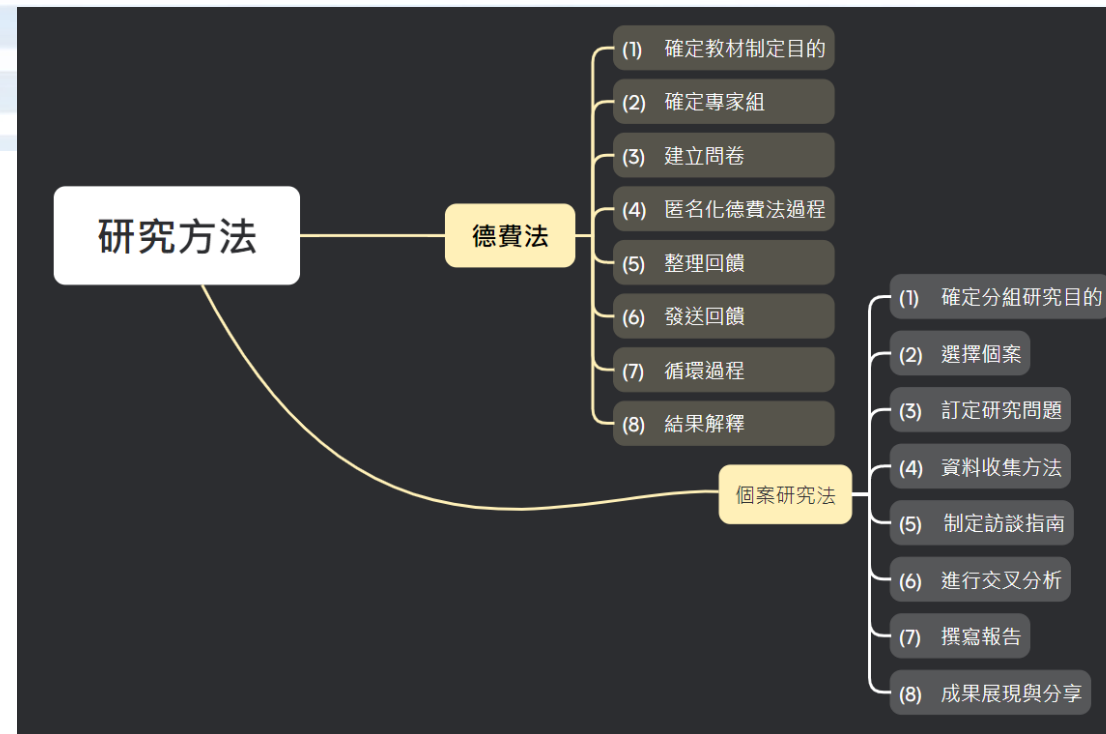 研究方法
德費法
(1) 確定教材制定目的
(2) 確定專家組
(3) 建立問卷
(4) 匿名化德費法過程
(5) 整理回饋
(6) 發送回饋
(7) 循環過程
(8) 結果解釋
個案研究法
(1) 確定分組研究目的
(2) 選擇個案
(3) 訂定研究問題
(4) 資料收集方法
(5) 制定訪談指南
(6) 進行交叉分析
(7) 撰寫報告
(8) 成果展現與分享